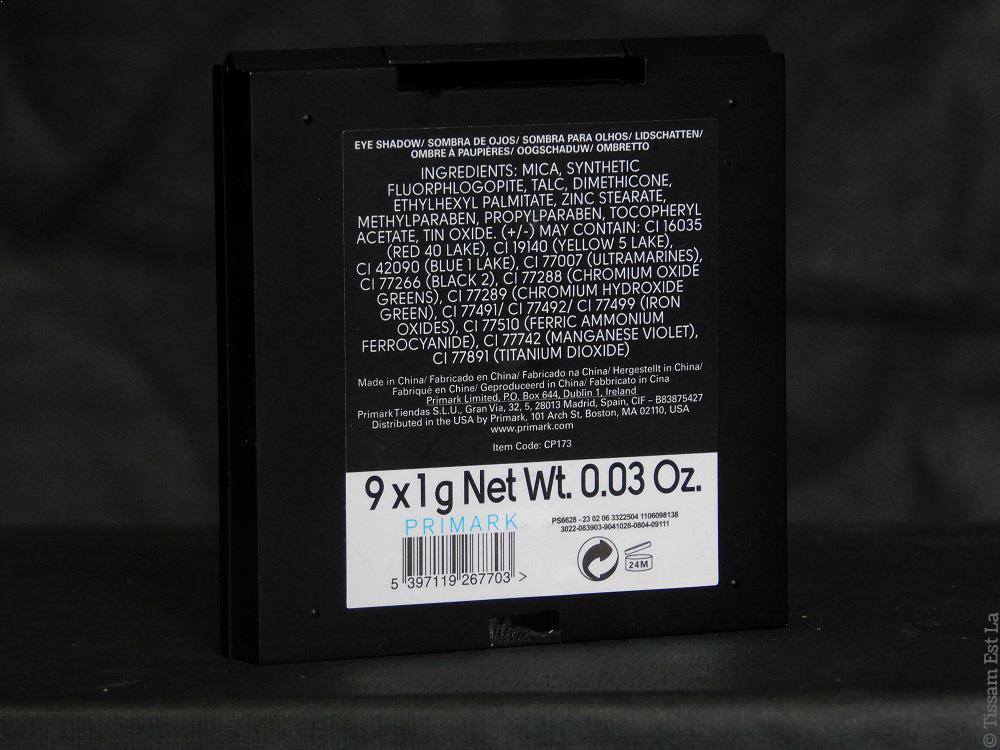 EYE SHADOW/ SOMBRA DE OJOS/ SOMBRA PARA OLHOS/ LIDSCHATTEN/
OMBRE À PAUPIÈRES/ OOGSCHADUW/ OMBRETTO
INGREDIENTS: MICA, SYNTHETIC
FLUORPHLOGOPITE, TALC, DIMETHICONE,
ETHYLHEXYL PALMITATE, ZINC STEARATE,
METHYLPARABEN, PROPYLPARABEN, TOCOPHERYL
ACETATE, TIN OXIDE. (+/-) MAY CONTAIN: CI 16035
(RED 40 LAKE), CI 19140 (YELLOW 5 LAKE),
CI 42090 (BLUE 1 LAKE), CI 77007 (ULTRAMARINES),
CI 77266 (BLACK 2), CI 77288 (CHROMIUM OXIDE
GREENS), CI 77289 (CHROMIUM HYDROXIDE
GREEN), CI 77491/ CI 77492/ CI 77499 (IRON
OXIDES), CI 77510 (FERRIC AMMONIUM
FERROCYANIDE), CI 77742 (MANGANESE VIOLET),
CI 77891 (TITANIUM DIOXIDE)
Made in China/ Fabricado en China/ Fabricado na China/ Hergestellt in China/
Fabriqué en Chine/ Geproduceerd in China/ Fabbricato in Cina
Primark Limited, P.O. Box 644, Dublin 1, Ireland
Primark Tiendas S.L.U., Gran Via, 32, 5, 28013 Madrid, Spain, CIF – B83875427
Distributed in the USA by Primark, 101 Arch St, Boston, MA 02110, USA
www.primark.com
Item Code: CP173
9 x 1 g Net Wt. 0.03 Oz.
PRIMARK
PS6628 - 23 02 06 3322504 1106098138
3022-083903-9041028-0804-09111
24M
5 397119 267703 >
© Tissam Est La